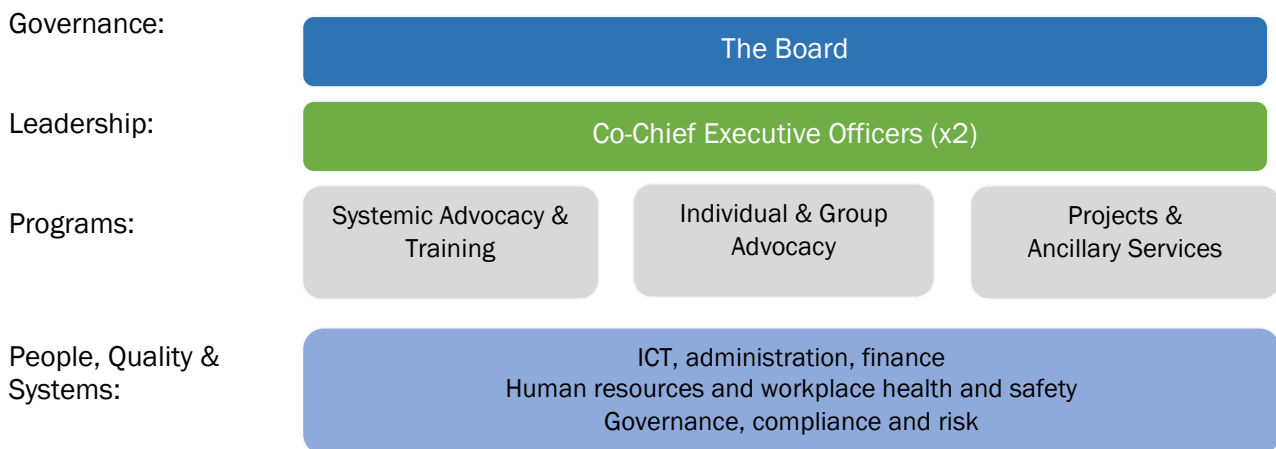 Governance:
The Board
Leadership:
Co-Chief Executive Officers (x2)
Programs:
Systemic Advocacy &
Training
Individual & Group
Advocacy
Projects &
Ancillary Services
People, Quality &
Systems:
ICT, administration, finance
Human resources and workplace health and safety
Governance, compliance and risk